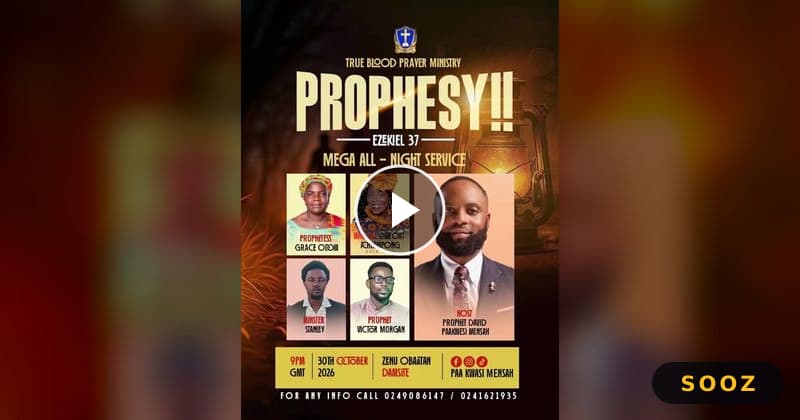 TRUE BLOOD PRAYER MINISTRY
PROPHESY!!
EZEKIEL 37
MEGA ALL - NIGHT SERVICE
PROPHETESS
GRACE ODOOM
MINISTER
STANLEY
PROPHET
VICTOR MORGAN
HOST
PROPHET DAVID
PAAKWESI MENSAH
9PM
GMT
30TH OCTOBER
2026
ZENU OBAATAN
DAMSITE
PAA KWASI MENSAH
FOR ANY INFO CALL 0249086147 / 0241621935
SOOZ